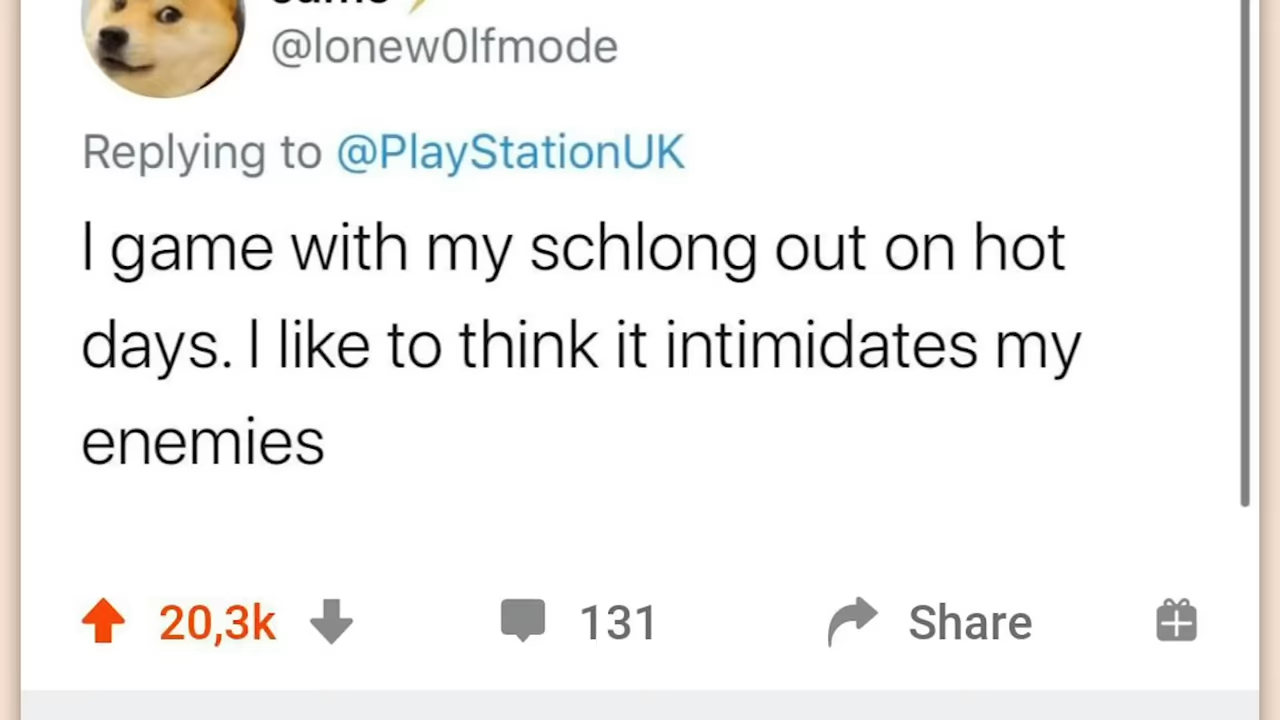 @lonew0lfmode
Replying to @PlayStationUK
I game with my schlong out on hot
days. I like to think it intimidates my
enemies
20,3k 131 Share